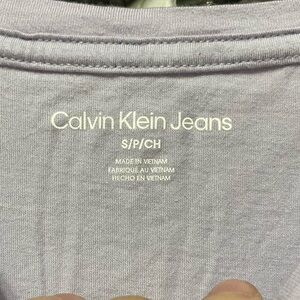 Calvin Klein Jeans
S/P/CH
MADE IN VIETNAM
FABRIQUÉ AU VIETNAM
HECHO EN VIETNAM